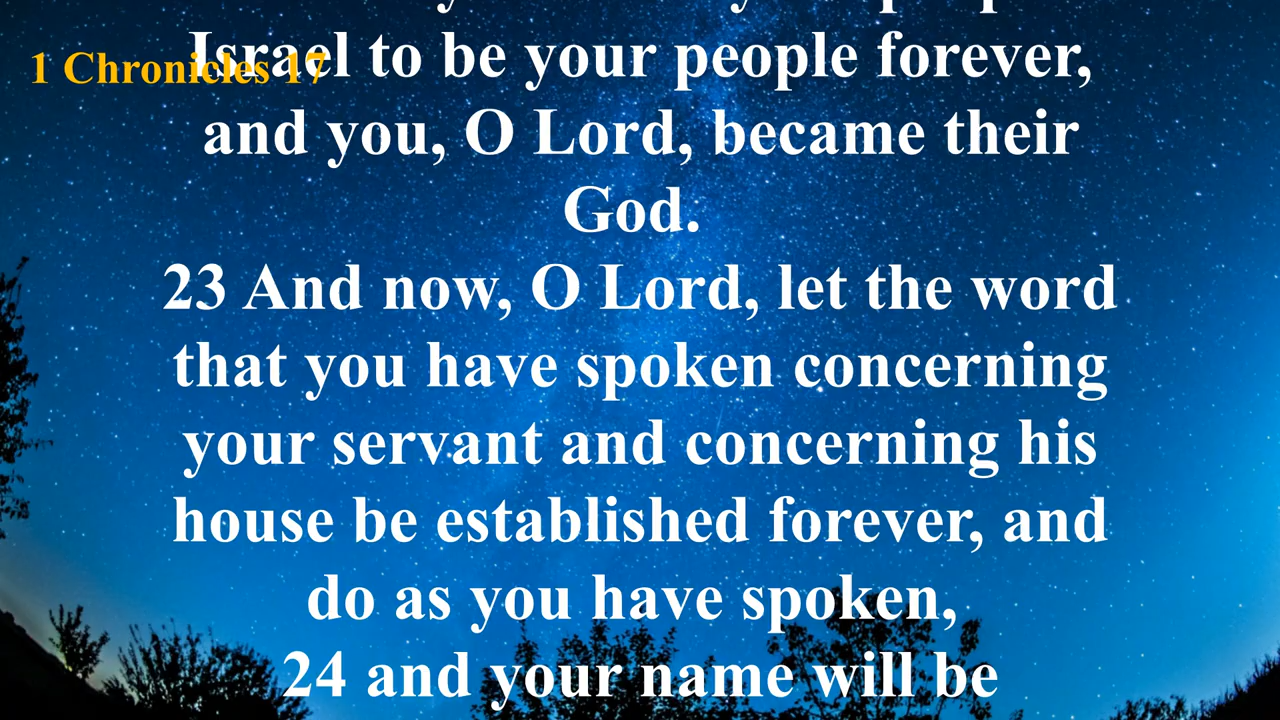 Israel to be your people forever,
1 Chronicles 17
and you, O Lord, became their
God.
23 And now, O Lord, let the word
that you have spoken concerning
your servant and concerning his
house be established forever, and
do as you have spoken,
24 and your name will be